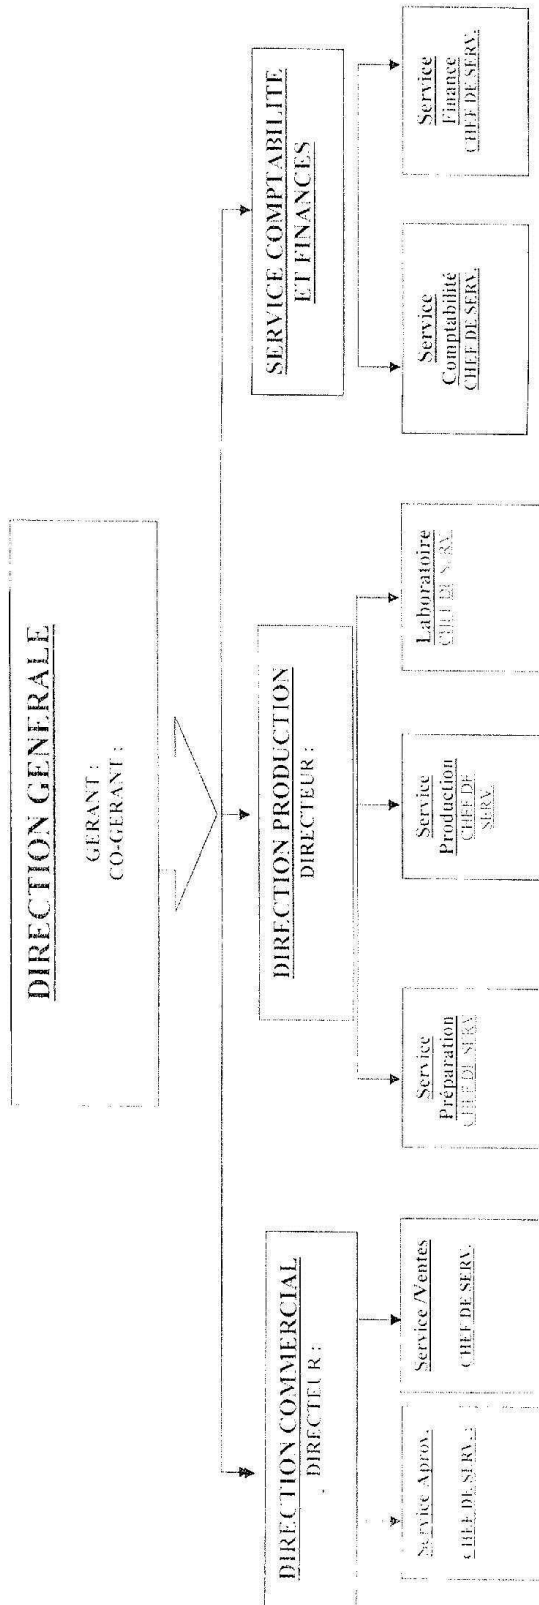 DIRECTION GENERALE
GERANT :
CO-GERANT :
DIRECTION COMMERCIAL
DIRECTEUR :
DIRECTION PRODUCTION
DIRECTEUR :
SERVICE COMPTABILITE
ET FINANCES
Service Aprov.
CHEF DE SERV. :
Service /Ventes
CHEF DE SERV.
Service
Préparation
CHEF DE SERV.
Service
Production
CHEF DE
SERV.
Laboratoire
CHEF DE SERV.
Service
Comptabilité
CHEF DE SERV.
Service
Finance
CHEF DE SERV.